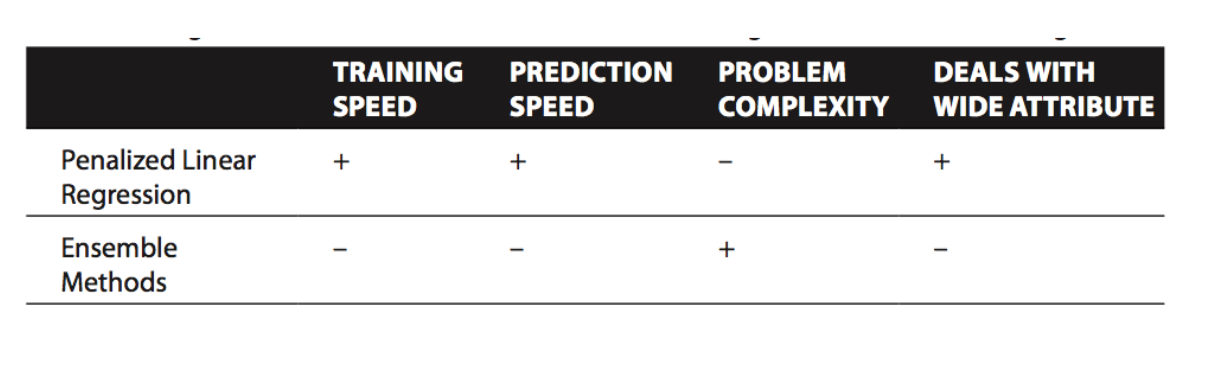 TRAINING SPEED PREDICTION SPEED PROBLEM COMPLEXITY DEALS WITH WIDE ATTRIBUTE
Penalized Linear Regression + + – +
Ensemble Methods – – + –